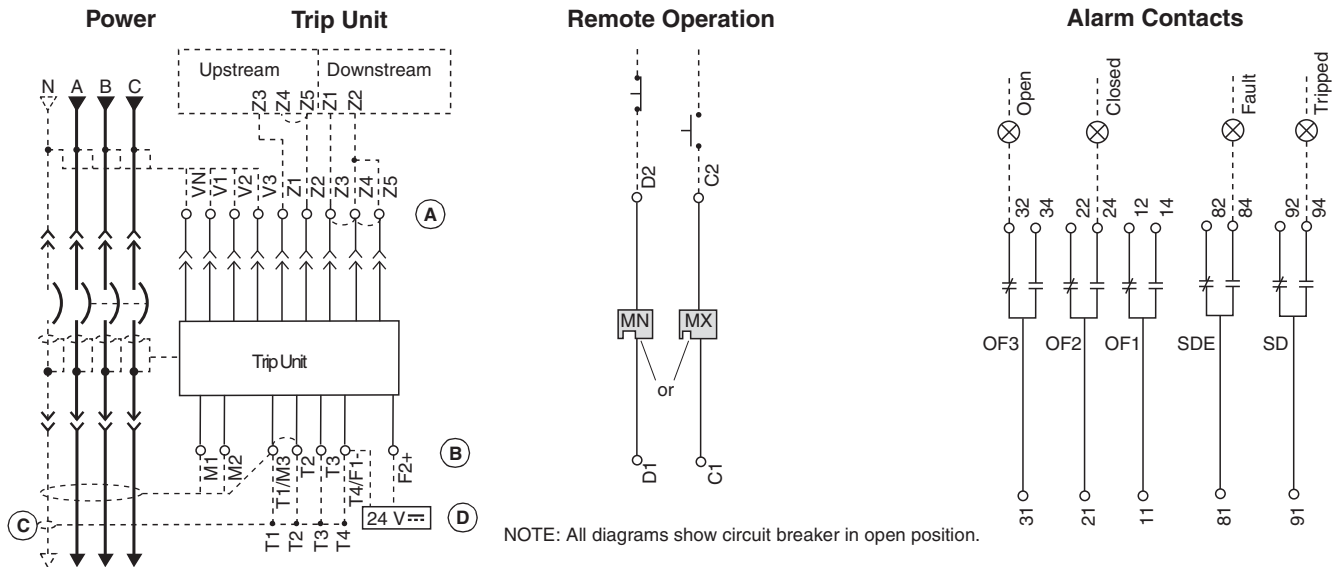 Power
Trip Unit
Remote Operation
Alarm Contacts
Upstream
Downstream
N A B C
Z3 Z4 Z5 Z1 Z2
VN V1 V2 V3 Z1 Z2 Z3 Z4 Z5
A
Trip Unit
M1 M2 T1/M3 T2 T3 T4/F1- F2+
B
C
T1 T2 T3 T4
24 V
D
D2 C2
MN MX
or
D1 C1
Open Closed Fault Tripped
32 34 22 24 12 14 82 84 92 94
OF3 OF2 OF1 SDE SD
31 21 11 81 91
NOTE: All diagrams show circuit breaker in open position.